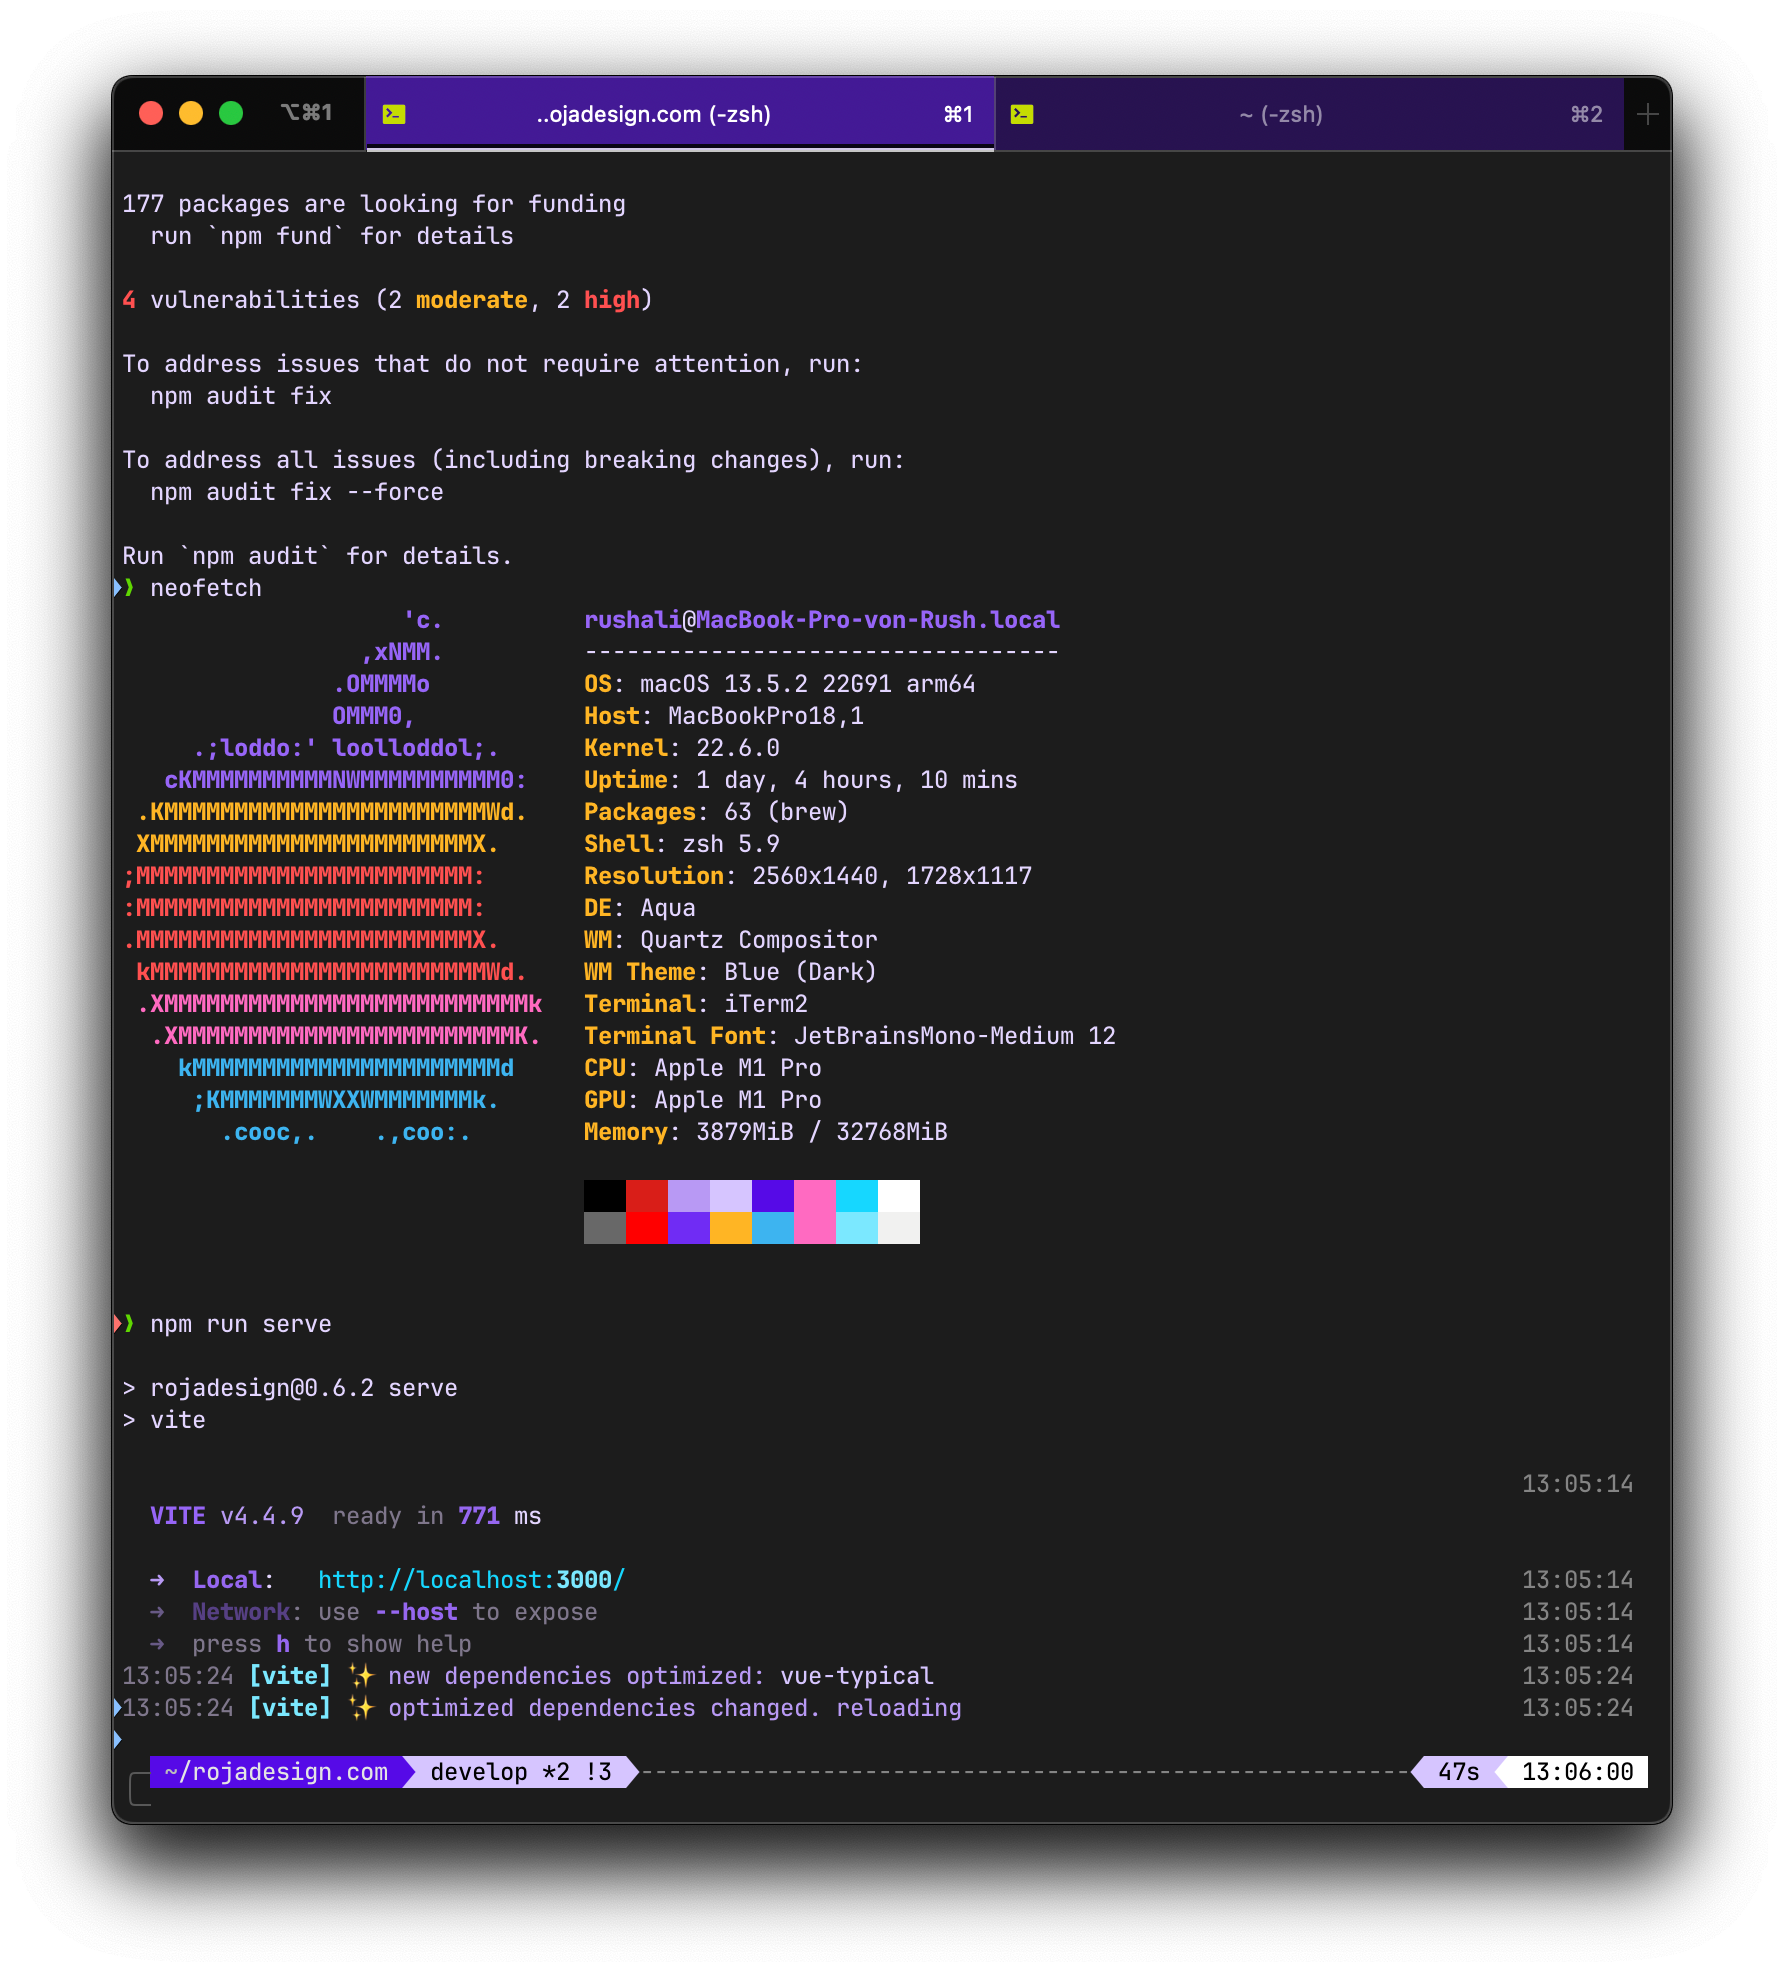 ⌥⌘1 ..ojadesign.com (-zsh) ⌘1 ~ (-zsh) ⌘2
177 packages are looking for funding
  run `npm fund` for details
4 vulnerabilities (2 moderate, 2 high)
To address issues that do not require attention, run:
  npm audit fix
To address all issues (including breaking changes), run:
  npm audit fix --force
Run `npm audit` for details.
❯ neofetch
                    'c.          rushali@MacBook-Pro-von-Rush.local
                 ,xNMM.          ----------------------------------
               .OMMMMo           OS: macOS 13.5.2 22G91 arm64
               OMMM0,            Host: MacBookPro18,1
     .;loddo:' loolloddol;.      Kernel: 22.6.0
   cKMMMMMMMMMMNWMMMMMMMMMM0:    Uptime: 1 day, 4 hours, 10 mins
 .KMMMMMMMMMMMMMMMMMMMMMMMWd.    Packages: 63 (brew)
 XMMMMMMMMMMMMMMMMMMMMMMMX.      Shell: zsh 5.9
;MMMMMMMMMMMMMMMMMMMMMMMM:       Resolution: 2560x1440, 1728x1117
:MMMMMMMMMMMMMMMMMMMMMMMM:       DE: Aqua
.MMMMMMMMMMMMMMMMMMMMMMMMX.      WM: Quartz Compositor
 kMMMMMMMMMMMMMMMMMMMMMMMMWd.    WM Theme: Blue (Dark)
 .XMMMMMMMMMMMMMMMMMMMMMMMMMMk   Terminal: iTerm2
  .XMMMMMMMMMMMMMMMMMMMMMMMMK.   Terminal Font: JetBrainsMono-Medium 12
    kMMMMMMMMMMMMMMMMMMMMMMd     CPU: Apple M1 Pro
     ;KMMMMMMMWXXWMMMMMMMk.      GPU: Apple M1 Pro
       .cooc,.    .,coo:.        Memory: 3879MiB / 32768MiB
❯ npm run serve
> rojadesign@0.6.2 serve
> vite
13:05:14
  VITE v4.4.9  ready in 771 ms
  ➜  Local:   http://localhost:3000/ 13:05:14
  ➜  Network: use --host to expose 13:05:14
  ➜  press h to show help 13:05:14
13:05:24 [vite] ✨ new dependencies optimized: vue-typical 13:05:24
13:05:24 [vite] ✨ optimized dependencies changed. reloading 13:05:24
~/rojadesign.com develop *2 !3 47s 13:06:00